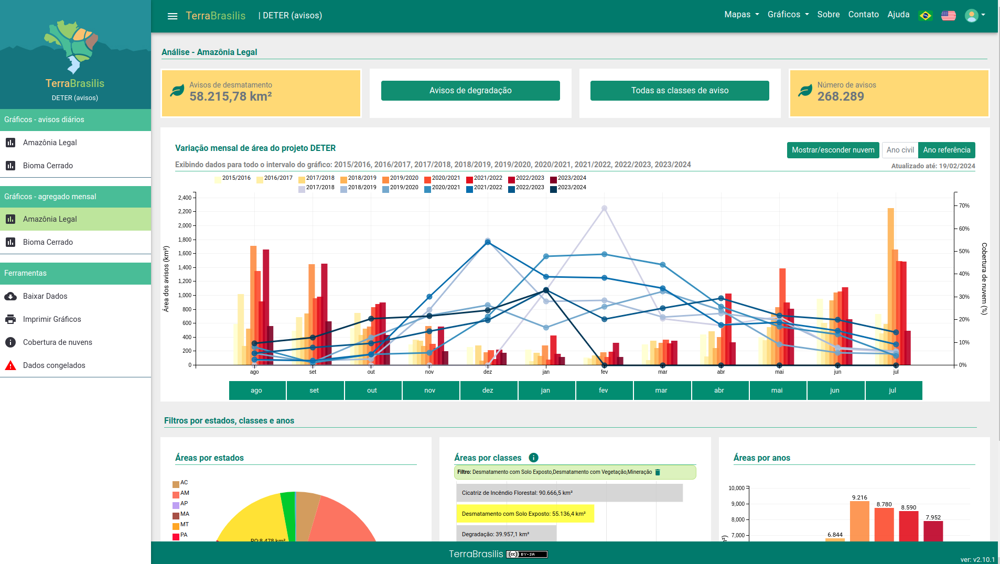 TerraBrasilis
DETER (avisos)
Gráficos - avisos diários
Amazônia Legal
Bioma Cerrado
Gráficos - agregado mensal
Amazônia Legal
Bioma Cerrado
Ferramentas
Baixar Dados
Imprimir Gráficos
Cobertura de nuvens
Dados congelados
TerraBrasilis | DETER (avisos)
Mapas Gráficos Sobre Contato Ajuda
Análise - Amazônia Legal
Avisos de desmatamento
58.215,78 km²
Avisos de degradação
Todas as classes de aviso
Número de avisos
268.289
Variação mensal de área do projeto DETER
Mostrar/esconder nuvem Ano civil Ano referência
Exibindo dados para todo o intervalo do gráfico: 2015/2016, 2016/2017, 2017/2018, 2018/2019, 2019/2020, 2020/2021, 2021/2022, 2022/2023, 2023/2024
Atualizado até: 19/02/2024
2015/2016 2016/2017 2017/2018 2018/2019 2019/2020 2020/2021 2021/2022 2022/2023 2023/2024
2017/2018 2018/2019 2019/2020 2020/2021 2021/2022 2022/2023 2023/2024
Área dos avisos (km²)
2,400
2,200
2,000
1,800
1,600
1,400
1,200
1,000
800
600
400
200
0
70%
60%
50%
40%
30%
20%
10%
0%
Cobertura de nuvem (%)
ago set out nov dez jan fev mar abr mai jun jul
ago set out nov dez jan fev mar abr mai jun jul
Filtros por estados, classes e anos
Áreas por estados
AC
AM
AP
MA
MT
PA
RO:8.478 km²
Áreas por classes
Filtro: Desmatamento com Solo Exposto,Desmatamento com Vegetação,Mineração
Cicatriz de Incêndio Florestal: 90.666,5 km²
Desmatamento com Solo Exposto: 55.136,4 km²
Degradação: 39.957,1 km²
Áreas por anos
10,000
9,000
8,000
7,000
6.844
9.216
8.780
8.590
7.952
TerraBrasilis
cc BY-SA
ver: v2.10.1